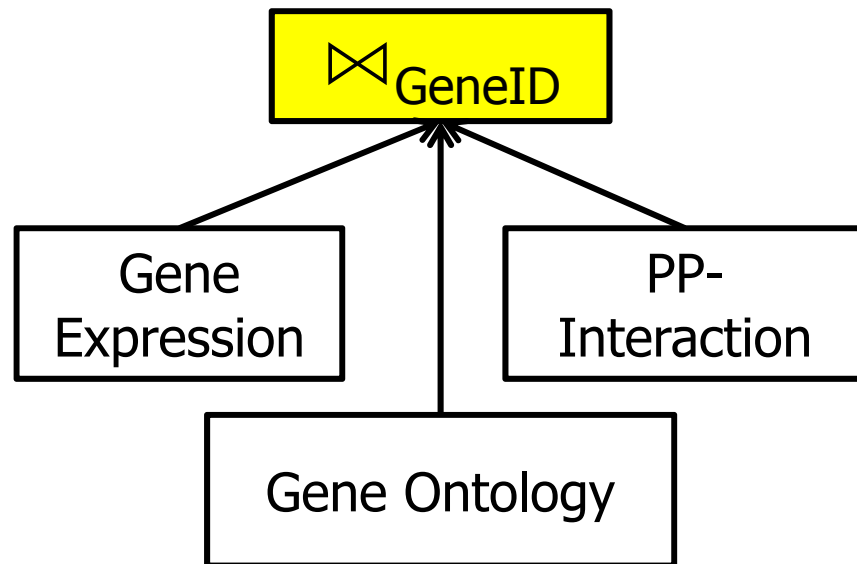 ⋈GeneID
Gene
Expression
PP-
Interaction
Gene Ontology